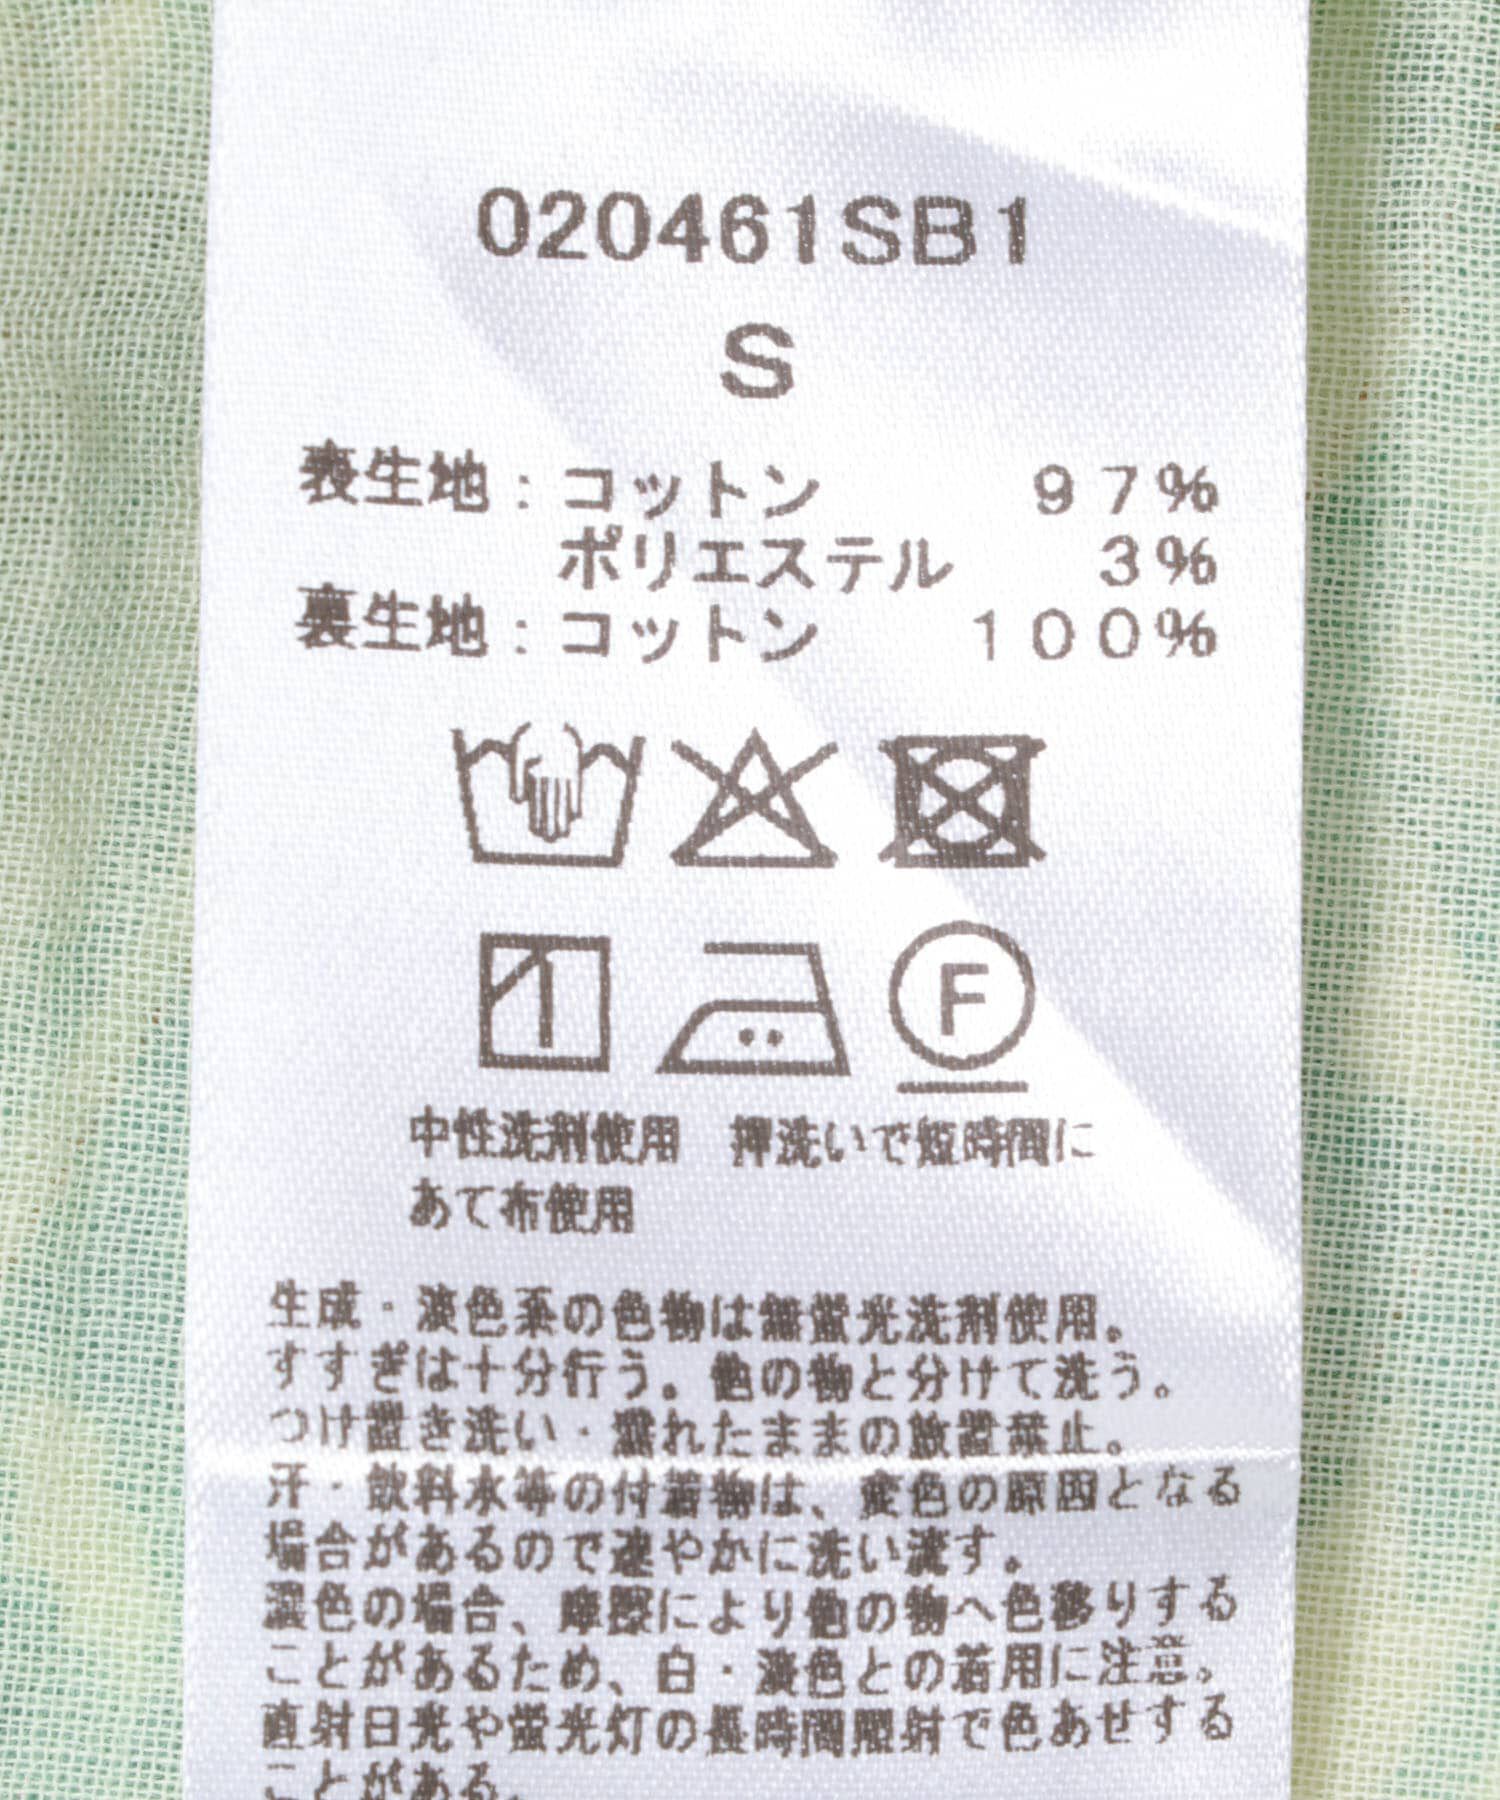 020461SB1
S
表生地：コットン 97%
ポリエステル 3%
裏生地：コットン 100%
F
中性洗剤使用 押洗いで短時間に
あて布使用
生成・淡色系の色物は無蛍光洗剤使用。
すすぎは十分行う。他の物と分けて洗う。
つけ置き洗い・濡れたままの放置禁止。
汗・飲料水等の付着物は、変色の原因となる
場合があるので速やかに洗い流す。
濃色の場合、摩擦により他の物へ色移りする
ことがあるため、白・淡色との着用に注意。
直射日光や蛍光灯の長時間照射で色あせする
ことがある。